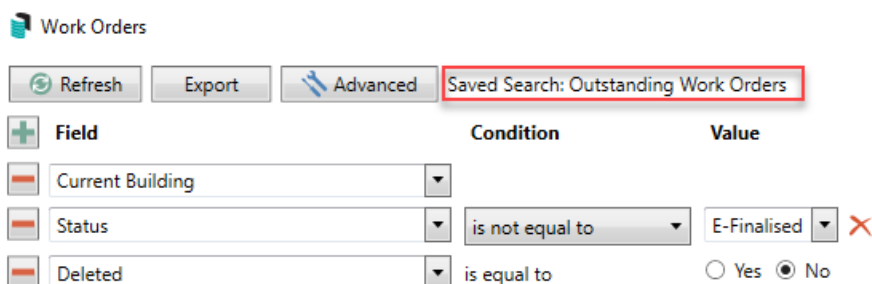 Work Orders
Refresh Export Advanced Saved Search: Outstanding Work Orders
Field Condition Value
Current Building
Status is not equal to E-Finalised
Deleted is equal to Yes No